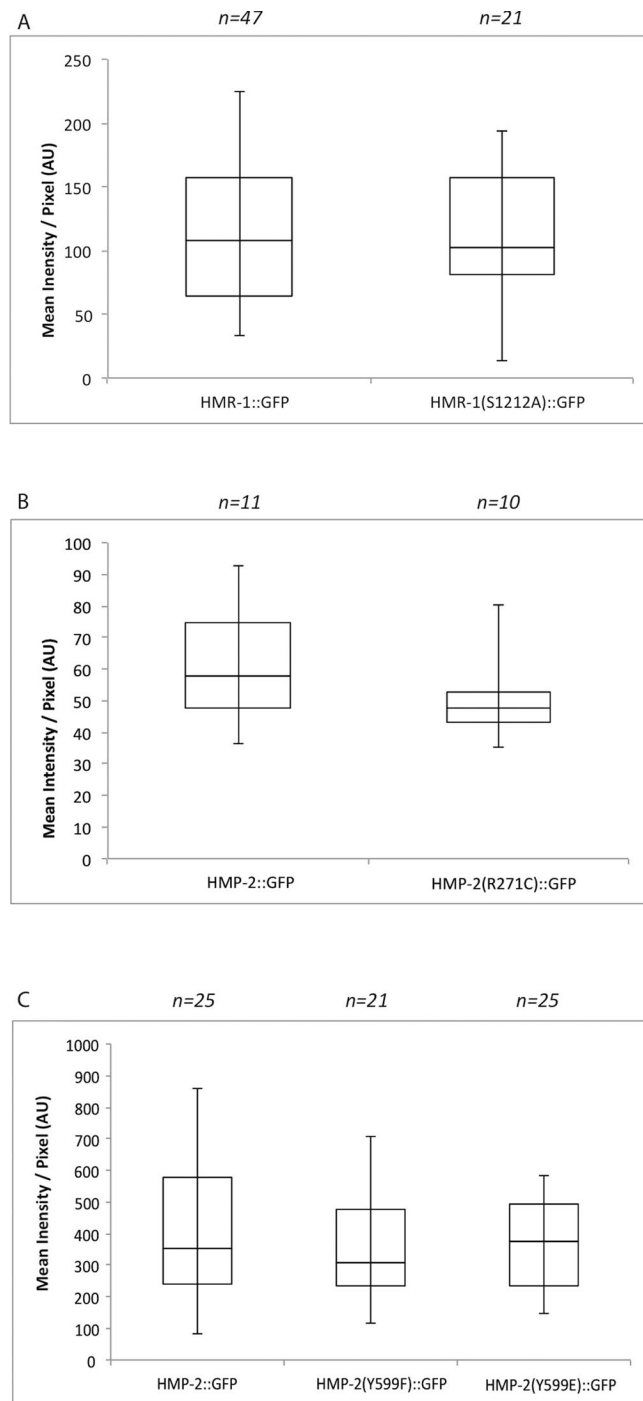 A
n=47 n=21
Mean Inensity / Pixel (AU)
250
200
150
100
50
0
HMR-1::GFP HMR-1(S1212A)::GFP
B
n=11 n=10
Mean Intensity / Pixel (AU)
100
90
80
70
60
50
40
30
20
10
0
HMP-2::GFP HMP-2(R271C)::GFP
C
n=25 n=21 n=25
Mean Inensity / Pixel (AU)
1000
900
800
700
600
500
400
300
200
100
0
HMP-2::GFP HMP-2(Y599F)::GFP HMP-2(Y599E)::GFP